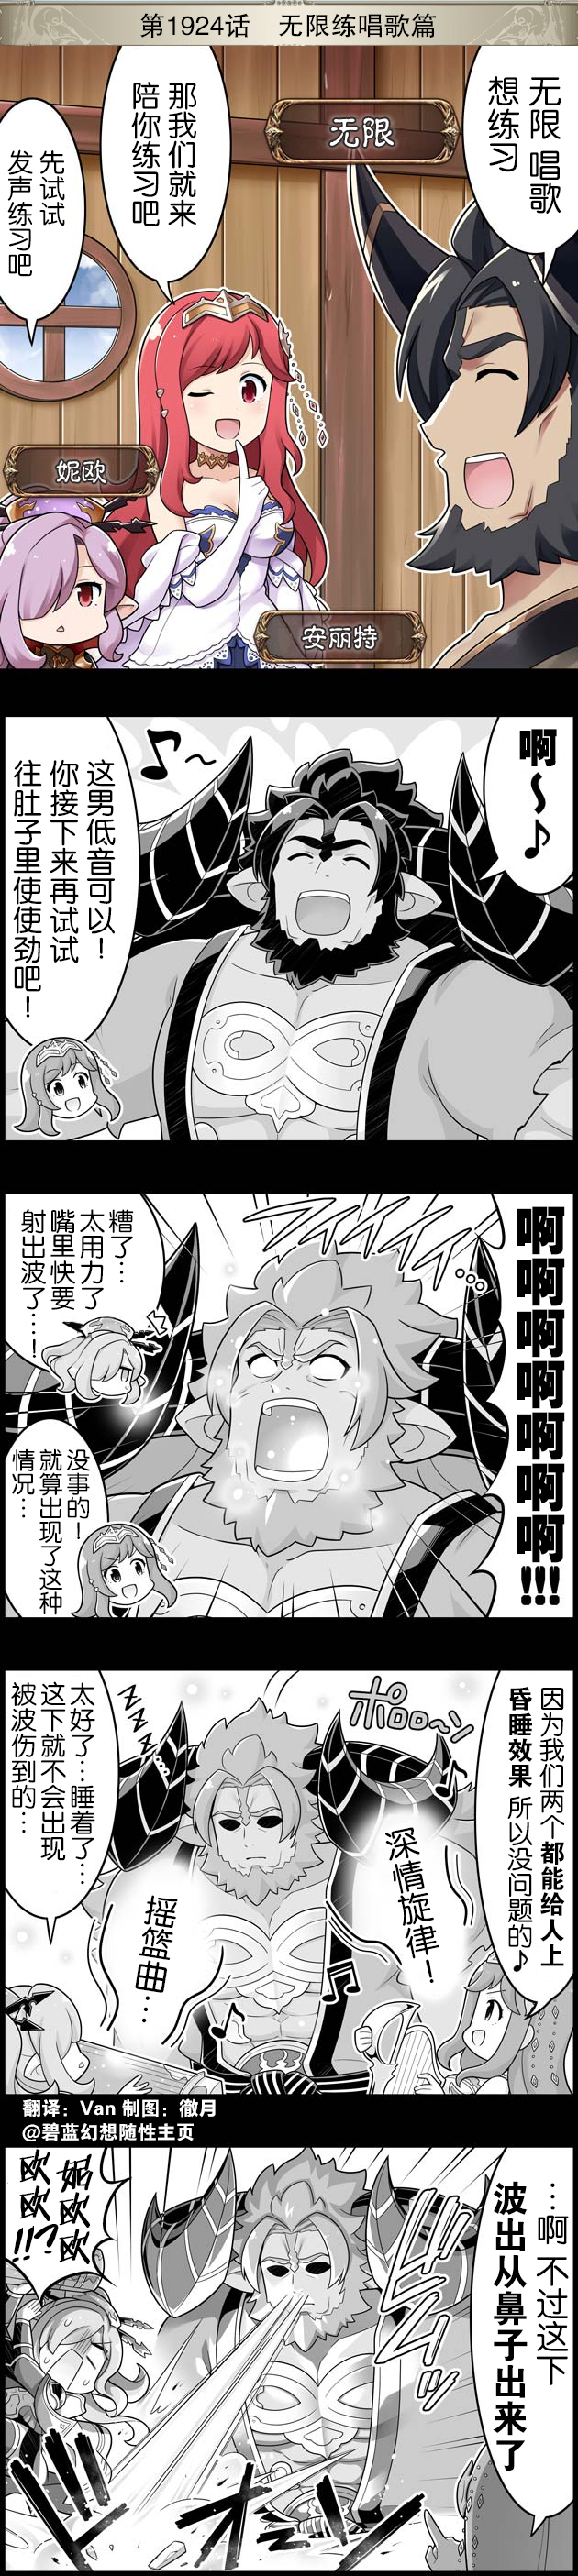 第1924话　无限练唱歌篇
无限 唱歌
想练习
无限
那我们就来
陪你练习吧
先试试
发声练习吧
妮欧
安丽特
啊～♪
♪～
这男低音可以！
你接下来再试试
往肚子里使使劲吧！
啊啊啊啊啊啊啊!!!
糟了…
太用力了
嘴里快要
射出波了…！
没事的！
就算出现了这种
情况…
因为我们两个都能给人上
昏睡效果 所以没问题的♪
ポロロ〜ン
深情旋律！
zzz…
摇篮曲…
太好了…睡着了…
这下就不会出现
被波伤到的…
翻译：Van 制图：徹月
@碧蓝幻想随性主页
…啊 不过这下
波出从鼻子出来了
妮欧欧
欧欧!!?